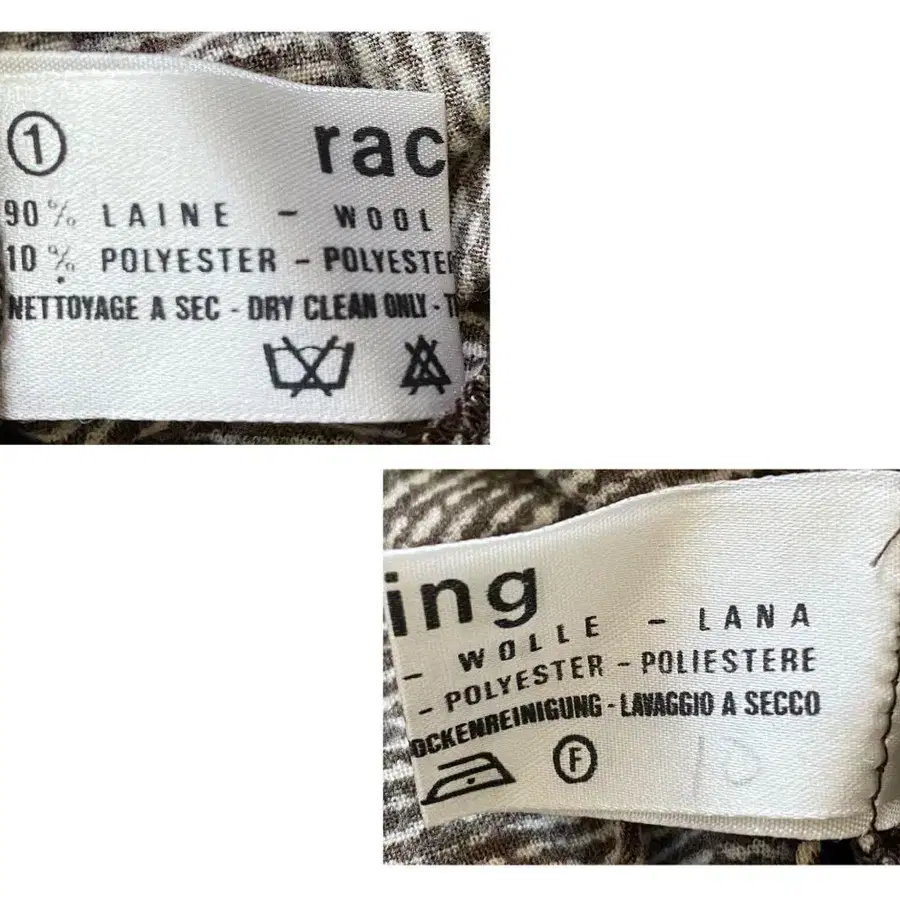 ① rac
90% LAINE - WOOL
10% POLYESTER - POLYESTE
NETTOYAGE A SEC - DRY CLEAN ONLY - T
ing
- WOLLE - LANA
- POLYESTER - POLIESTERE
OCKENREINIGUNG - LAVAGGIO A SECCO
Ⓕ